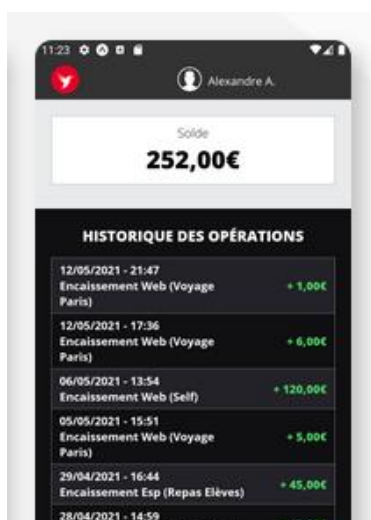 11:23
Alexandre A.
Solde
252,00€
HISTORIQUE DES OPÉRATIONS
12/05/2021 - 21:47
Encaissement Web (Voyage
Paris)
+ 1,00€
12/05/2021 - 17:36
Encaissement Web (Voyage
Paris)
+ 6,00€
06/05/2021 - 13:54
Encaissement Web (Self)
+ 120,00€
05/05/2021 - 15:51
Encaissement Web (Voyage
Paris)
+ 5,00€
29/04/2021 - 16:44
Encaissement Esp (Repas Elèves)
+ 45,00€
28/04/2021 - 14:59